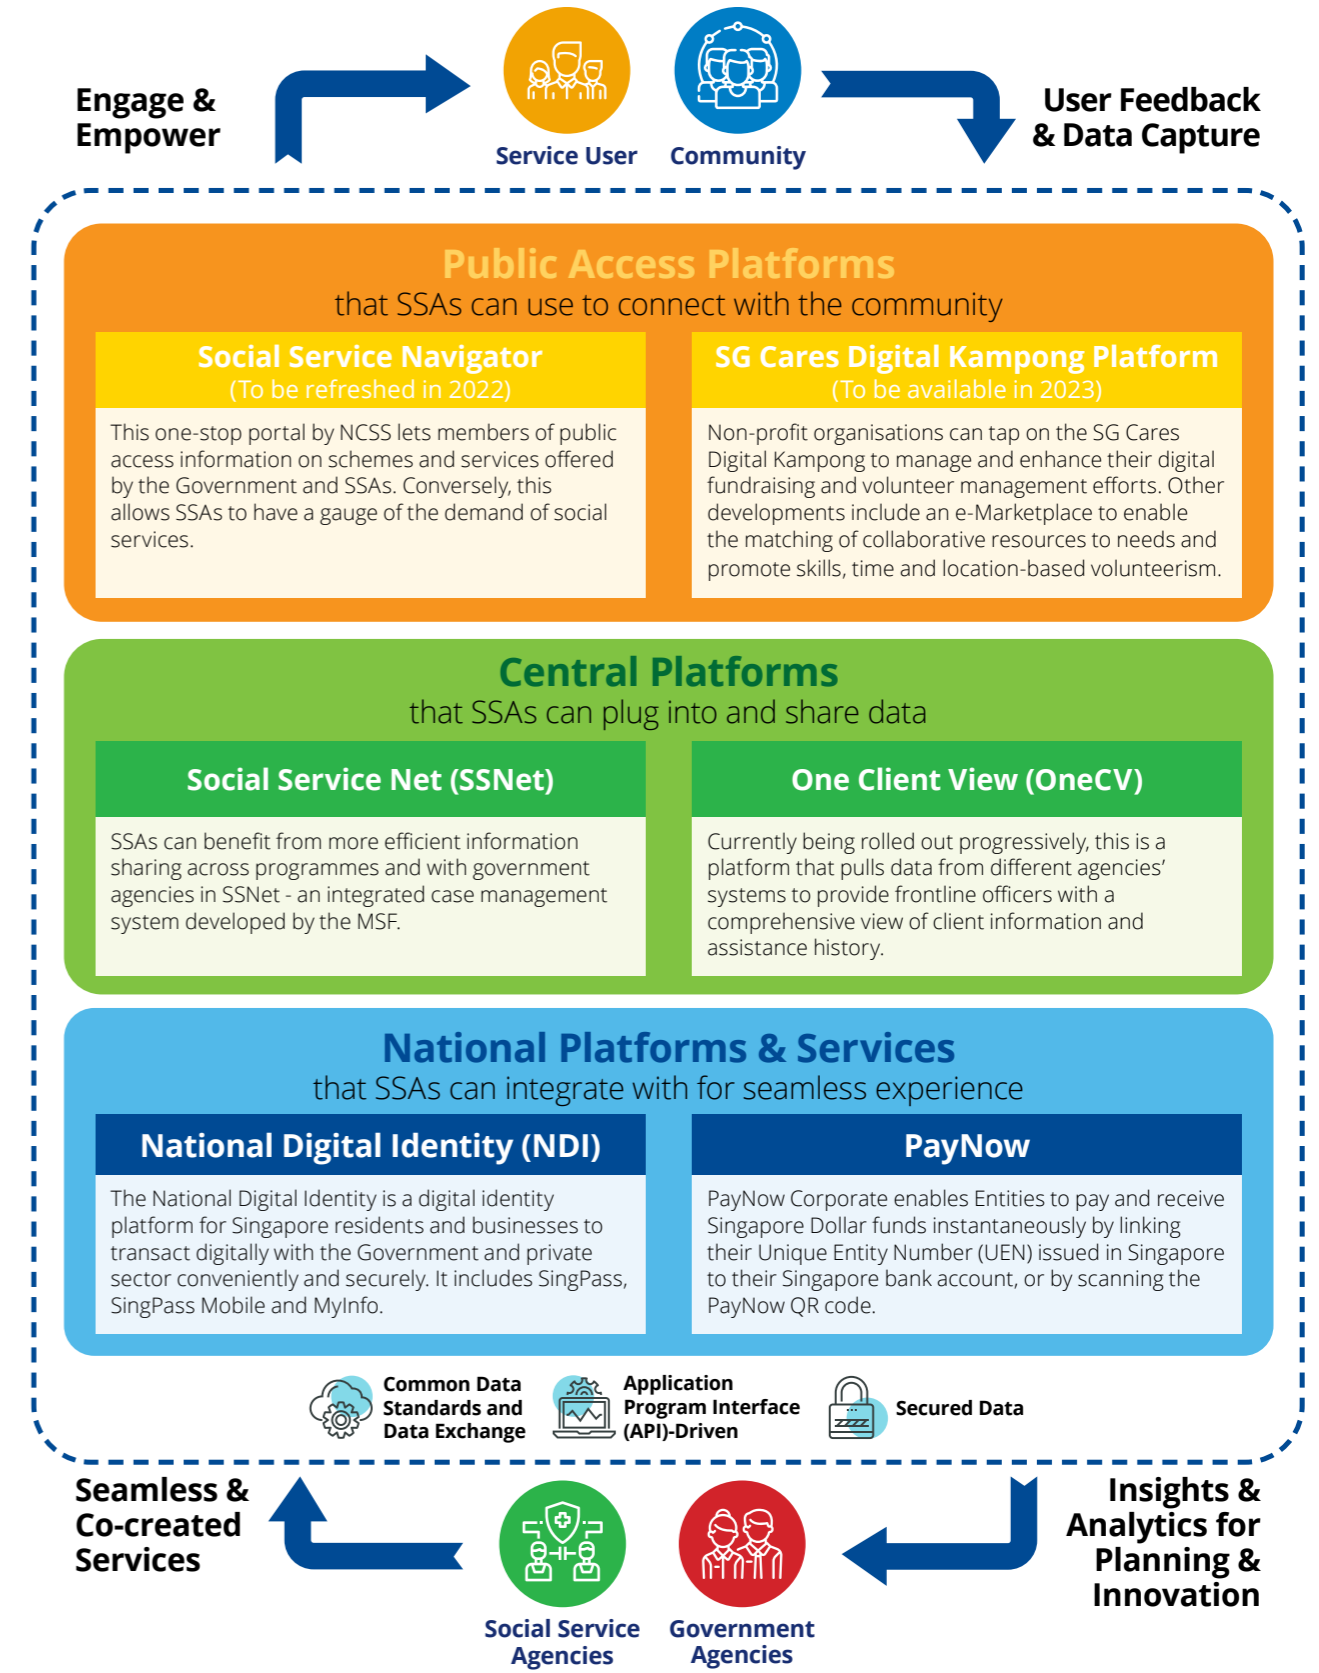 Engage &
Empower
Service User
Community
User Feedback
& Data Capture
Public Access Platforms
that SSAs can use to connect with the community
Social Service Navigator
(To be refreshed in 2022)
This one-stop portal by NCSS lets members of public
access information on schemes and services offered
by the Government and SSAs. Conversely, this
allows SSAs to have a gauge of the demand of social
services.
SG Cares Digital Kampong Platform
(To be available in 2023)
Non-profit organisations can tap on the SG Cares
Digital Kampong to manage and enhance their digital
fundraising and volunteer management efforts. Other
developments include an e-Marketplace to enable
the matching of collaborative resources to needs and
promote skills, time and location-based volunteerism.
Central Platforms
that SSAs can plug into and share data
Social Service Net (SSNet)
SSAs can benefit from more efficient information
sharing across programmes and with government
agencies in SSNet - an integrated case management
system developed by the MSF.
One Client View (OneCV)
Currently being rolled out progressively, this is a
platform that pulls data from different agencies’
systems to provide frontline officers with a
comprehensive view of client information and
assistance history.
National Platforms & Services
that SSAs can integrate with for seamless experience
National Digital Identity (NDI)
The National Digital Identity is a digital identity
platform for Singapore residents and businesses to
transact digitally with the Government and private
sector conveniently and securely. It includes SingPass,
SingPass Mobile and MyInfo.
PayNow
PayNow Corporate enables Entities to pay and receive
Singapore Dollar funds instantaneously by linking
their Unique Entity Number (UEN) issued in Singapore
to their Singapore bank account, or by scanning the
PayNow QR code.
Common Data
Standards and
Data Exchange
Application
Program Interface
(API)-Driven
Secured Data
Seamless &
Co-created
Services
Social Service
Agencies
Government
Agencies
Insights &
Analytics for
Planning &
Innovation